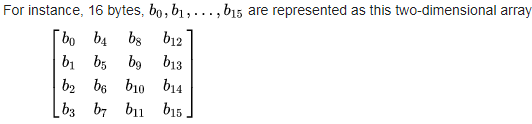 For instance, 16 bytes, b₀, b₁, . . . , b₁₅ are represented as this two-dimensional array
b₀ b₄ b₈ b₁₂
b₁ b₅ b₉ b₁₃
b₂ b₆ b₁₀ b₁₄
b₃ b₇ b₁₁ b₁₅